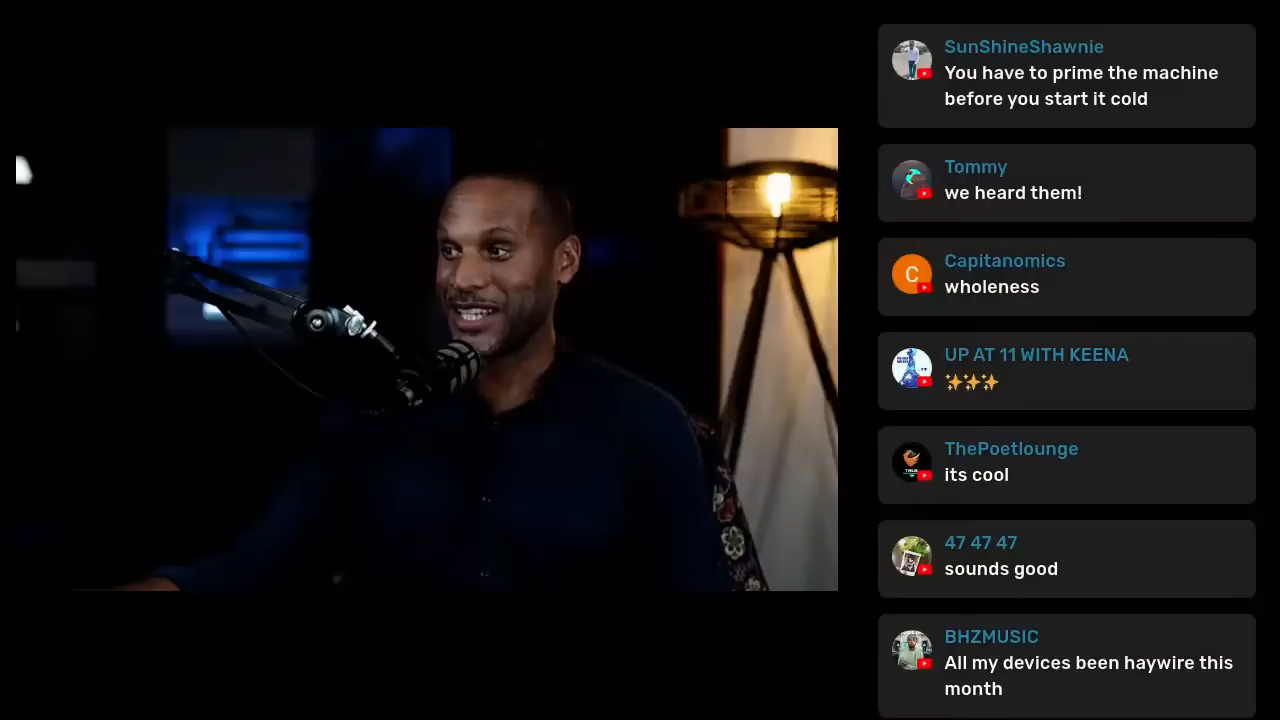 SunShineShawnie
You have to prime the machine
before you start it cold
Tommy
we heard them!
Capitanomics
wholeness
UP AT 11 WITH KEENA
✨✨✨
ThePoetlounge
its cool
47 47 47
sounds good
BHZMUSIC
All my devices been haywire this
month
C